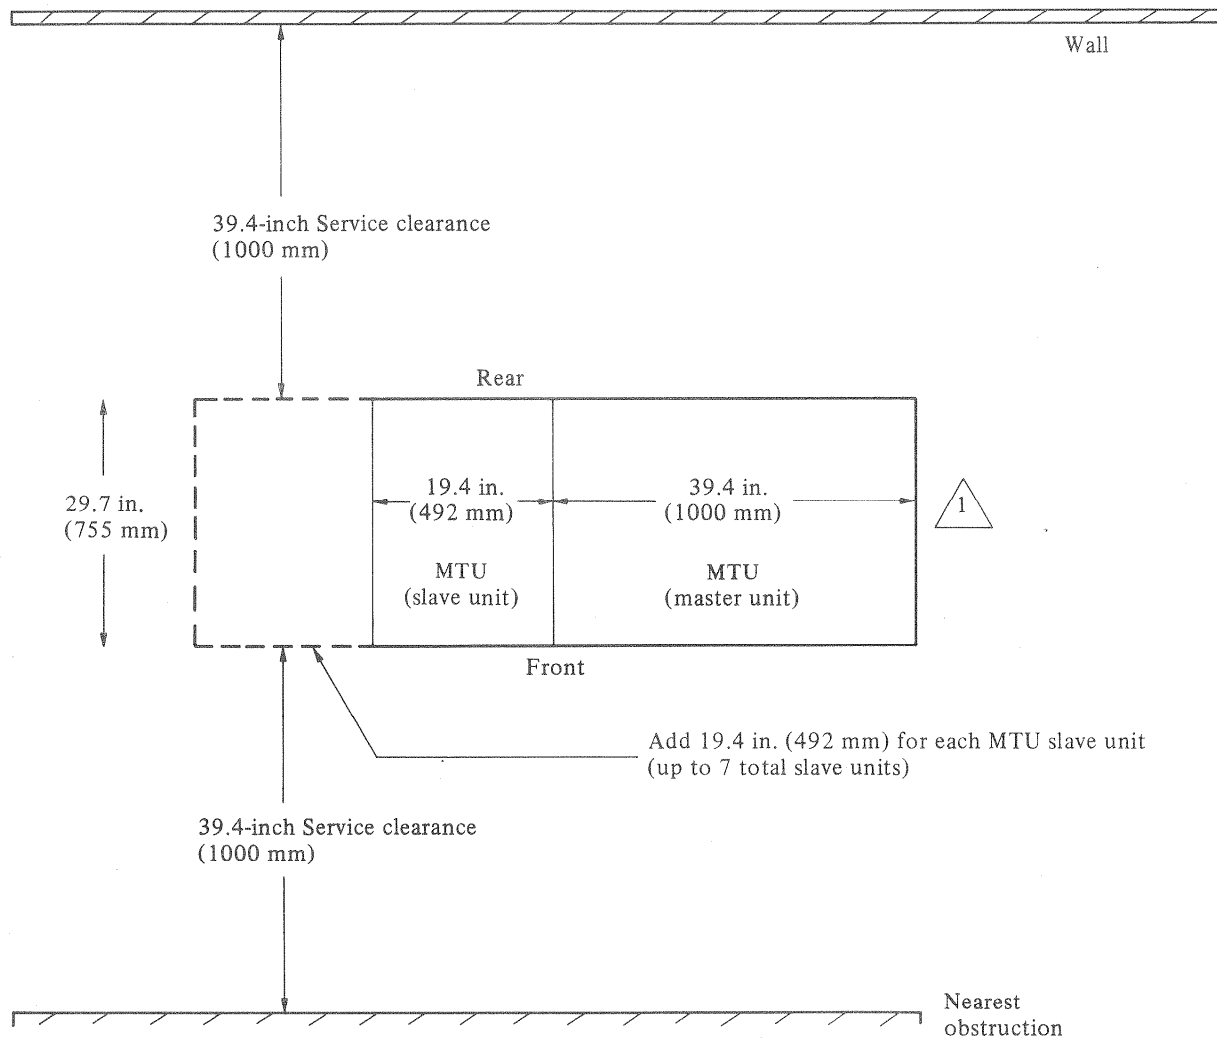 Wall
39.4-inch Service clearance
(1000 mm)
Rear
29.7 in.
(755 mm)
19.4 in.
(492 mm)
39.4 in.
(1000 mm)
1
MTU
(slave unit)
MTU
(master unit)
Front
Add 19.4 in. (492 mm) for each MTU slave unit
(up to 7 total slave units)
39.4-inch Service clearance
(1000 mm)
Nearest
obstruction